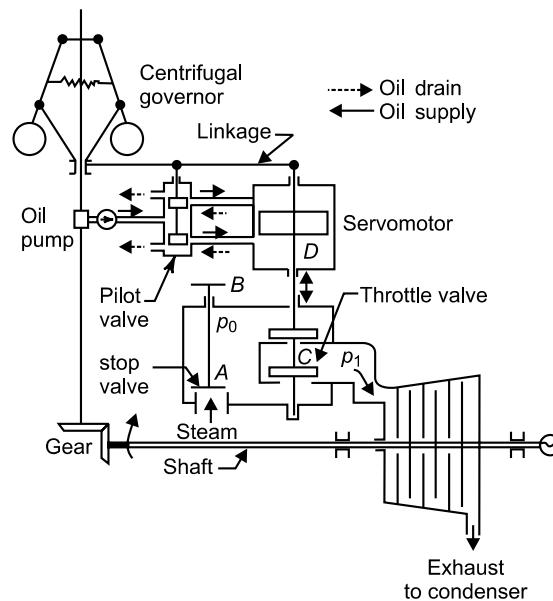 Centrifugal
governor
Oil drain
Oil supply
Linkage
Oil
pump
Servomotor
D
Pilot
valve
B
Throttle valve
p0
stop
valve
A
C
p1
Steam
Gear
Shaft
Exhaust
to condenser